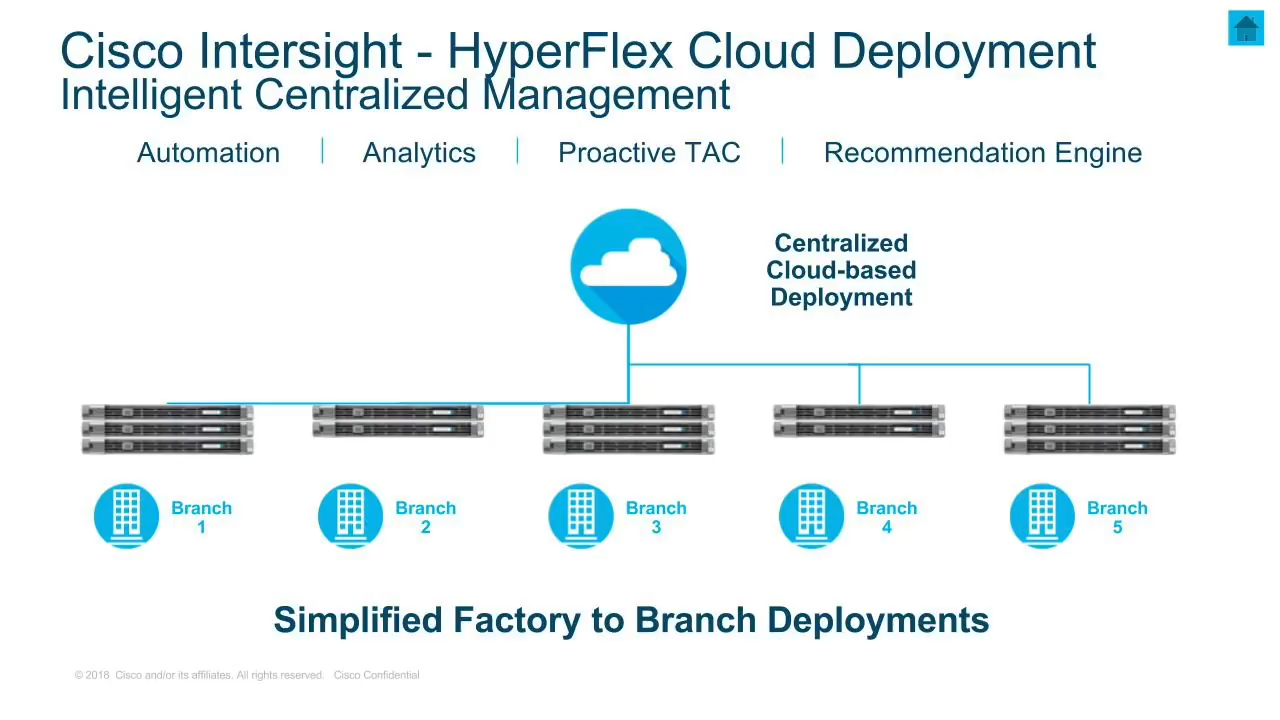 Cisco Intersight - HyperFlex Cloud Deployment
Intelligent Centralized Management
Automation
Analytics
Proactive TAC
Recommendation Engine
Centralized
Cloud-based
Deployment
Branch
1
Branch
2
Branch
3
Branch
4
Branch
5
Simplified Factory to Branch Deployments
© 2018 Cisco and/or its affiliates. All rights reserved. Cisco Confidential